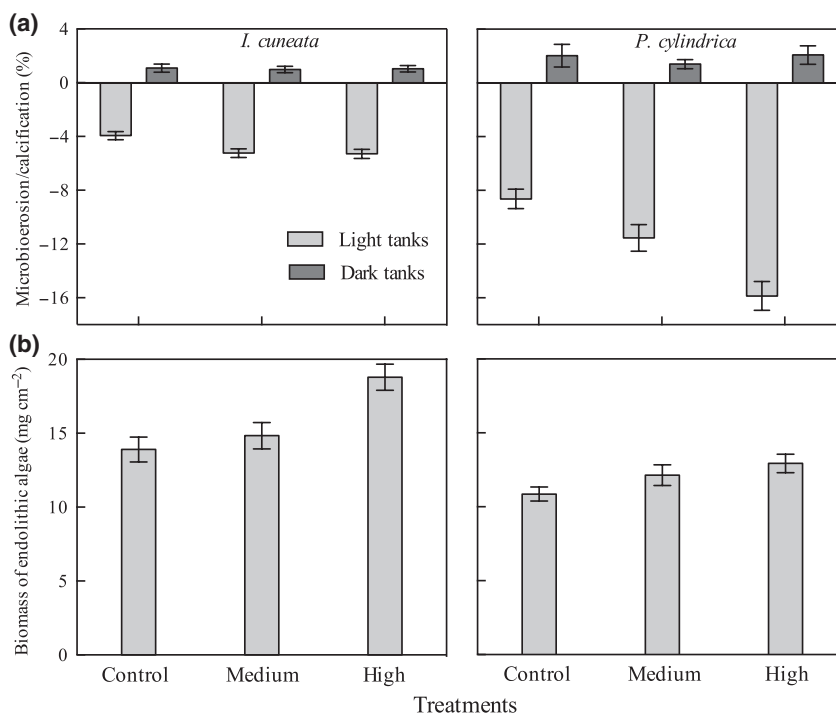 (a)
I. cuneata
P. cylindrica
Microbioerosion/calcification (%)
4
0
−4
−8
−12
−16
Light tanks
Dark tanks
(b)
Biomass of endolithic algae (mg cm−2)
20
15
10
5
0
Control Medium High
Control Medium High
Treatments